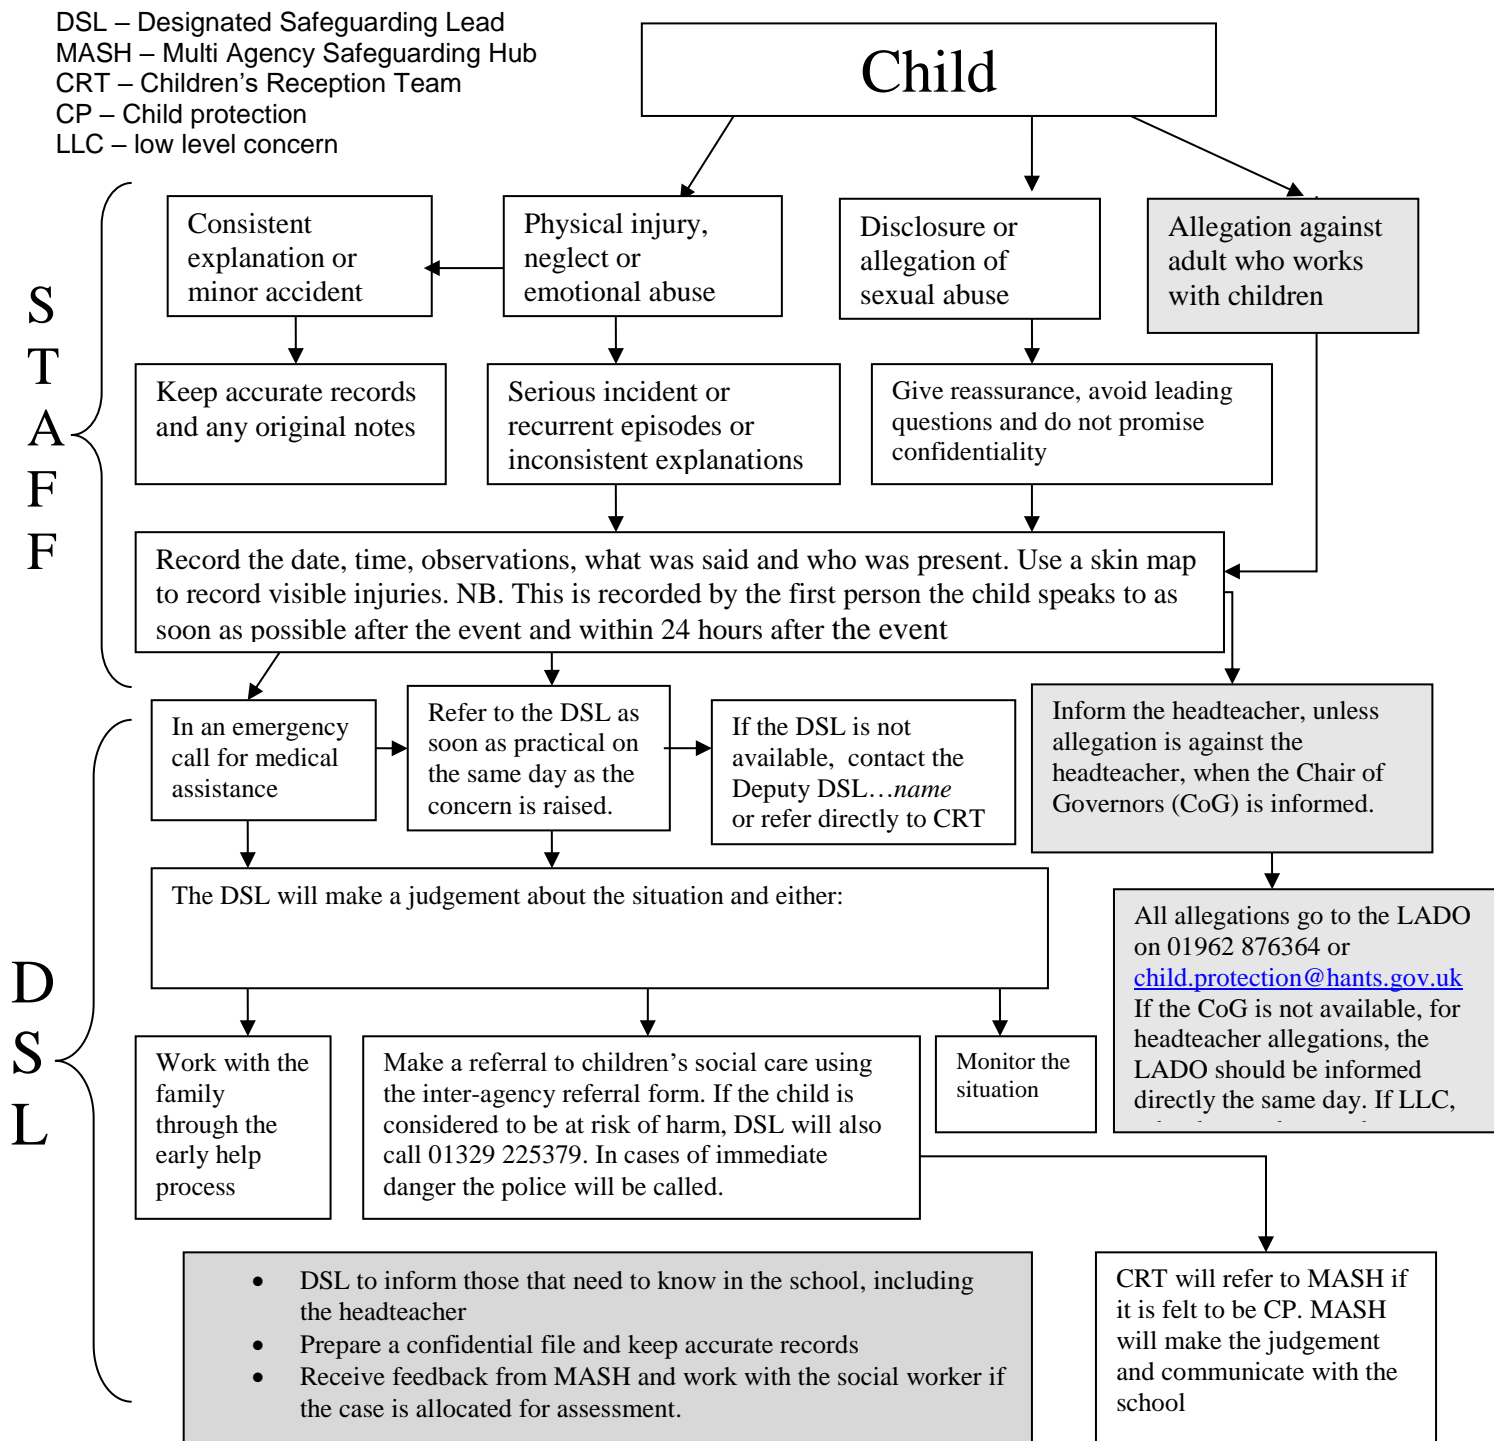 DSL – Designated Safeguarding Lead
MASH – Multi Agency Safeguarding Hub
CRT – Children's Reception Team
CP – Child protection
LLC – low level concern
Child
S
T
A
F
F
Consistent
explanation or
minor accident
Physical injury,
neglect or
emotional abuse
Disclosure or
allegation of
sexual abuse
Allegation against
adult who works
with children
Keep accurate records
and any original notes
Serious incident or
recurrent episodes or
inconsistent explanations
Give reassurance, avoid leading
questions and do not promise
confidentiality
Record the date, time, observations, what was said and who was present. Use a skin map
to record visible injuries. NB. This is recorded by the first person the child speaks to as
soon as possible after the event and within 24 hours after the event
D
S
L
In an emergency
call for medical
assistance
Refer to the DSL as
soon as practical on
the same day as the
concern is raised.
If the DSL is not
available, contact the
Deputy DSL…name
or refer directly to CRT
Inform the headteacher, unless
allegation is against the
headteacher, when the Chair of
Governors (CoG) is informed.
The DSL will make a judgement about the situation and either:
All allegations go to the LADO
on 01962 876364 or
child.protection@hants.gov.uk
If the CoG is not available, for
headteacher allegations, the
LADO should be informed
directly the same day. If LLC,
Work with the
family
through the
early help
process
Make a referral to children's social care using
the inter-agency referral form. If the child is
considered to be at risk of harm, DSL will also
call 01329 225379. In cases of immediate
danger the police will be called.
Monitor the
situation
• DSL to inform those that need to know in the school, including
the headteacher
• Prepare a confidential file and keep accurate records
• Receive feedback from MASH and work with the social worker if
the case is allocated for assessment.
CRT will refer to MASH if
it is felt to be CP. MASH
will make the judgement
and communicate with the
school